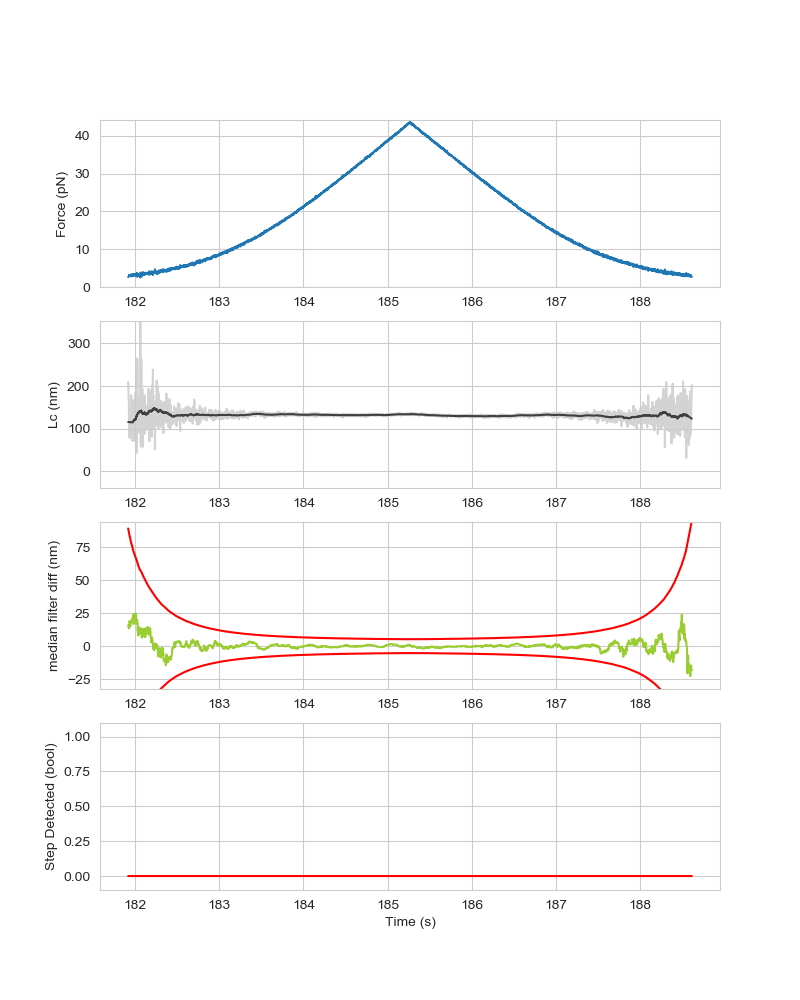 Force (pN)
40
30
20
10
0
182 183 184 185 186 187 188
Lc (nm)
300
200
100
0
182 183 184 185 186 187 188
median filter diff (nm)
75
50
25
0
−25
182 183 184 185 186 187 188
Step Detected (bool)
1.00
0.75
0.50
0.25
0.00
182 183 184 185 186 187 188
Time (s)